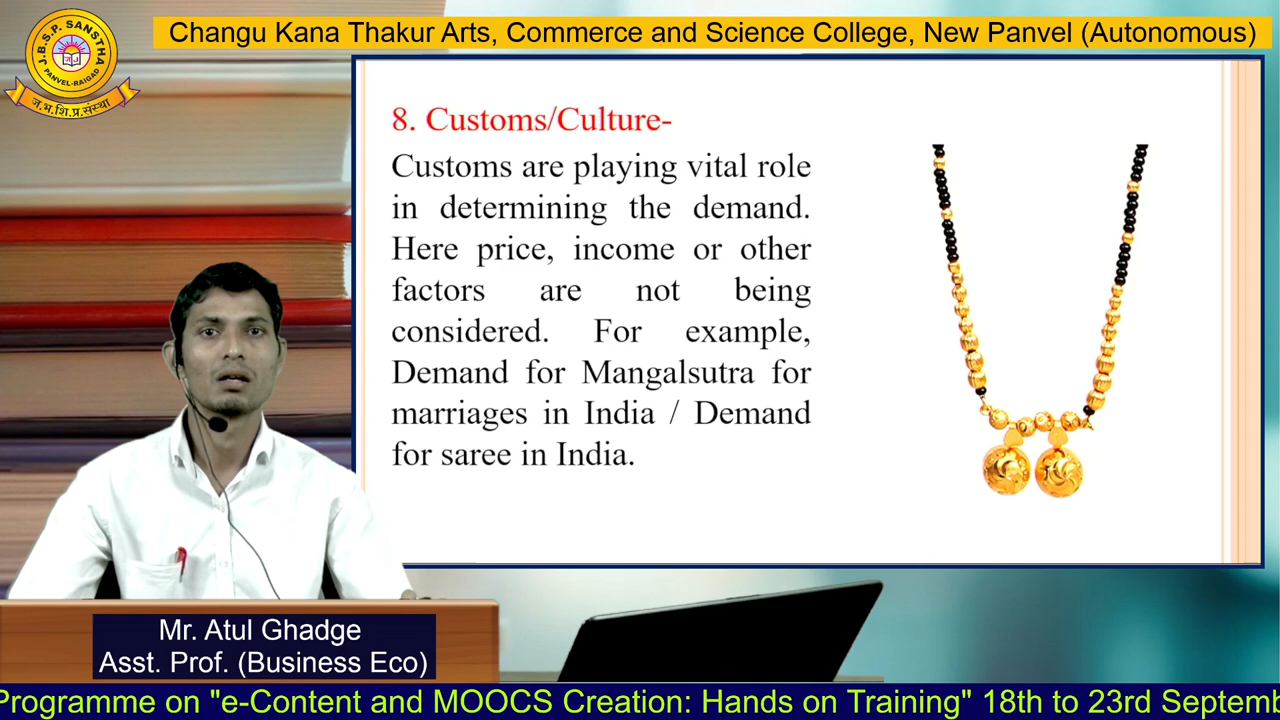 J.B.S.P. SANSTHA
PANVEL-RAIGAD
ज.भ.शि.प्र.संस्था
Changu Kana Thakur Arts, Commerce and Science College, New Panvel (Autonomous)
8. Customs/Culture-
Customs are playing vital role
in determining the demand.
Here price, income or other
factors are not being
considered. For example,
Demand for Mangalsutra for
marriages in India / Demand
for saree in India.
Mr. Atul Ghadge
Asst. Prof. (Business Eco)
Programme on "e-Content and MOOCS Creation: Hands on Training" 18th to 23rd Septemb